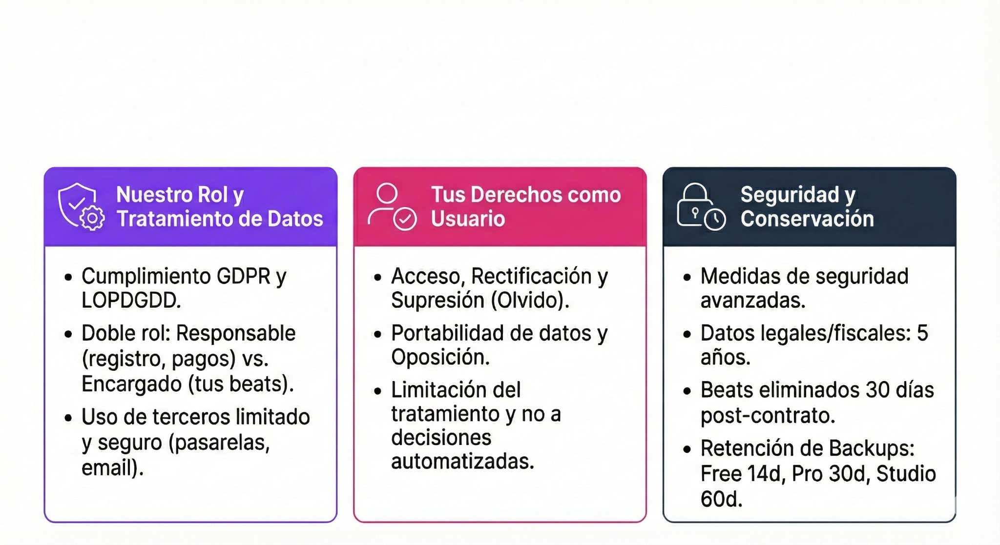 Nuestro Rol y
Tratamiento de Datos
• Cumplimiento GDPR y
LOPDGDD.
• Doble rol: Responsable
(registro, pagos) vs.
Encargado (tus beats).
• Uso de terceros limitado
y seguro (pasarelas,
email).
Tus Derechos como
Usuario
• Acceso, Rectificación y
Supresión (Olvido).
• Portabilidad de datos y
Oposición.
• Limitación del
tratamiento y no a
decisiones
automatizadas.
Seguridad y
Conservación
• Medidas de seguridad
avanzadas.
• Datos legales/fiscales: 5
años.
• Beats eliminados 30 días
post-contrato.
• Retención de Backups:
Free 14d, Pro 30d, Studio
60d.